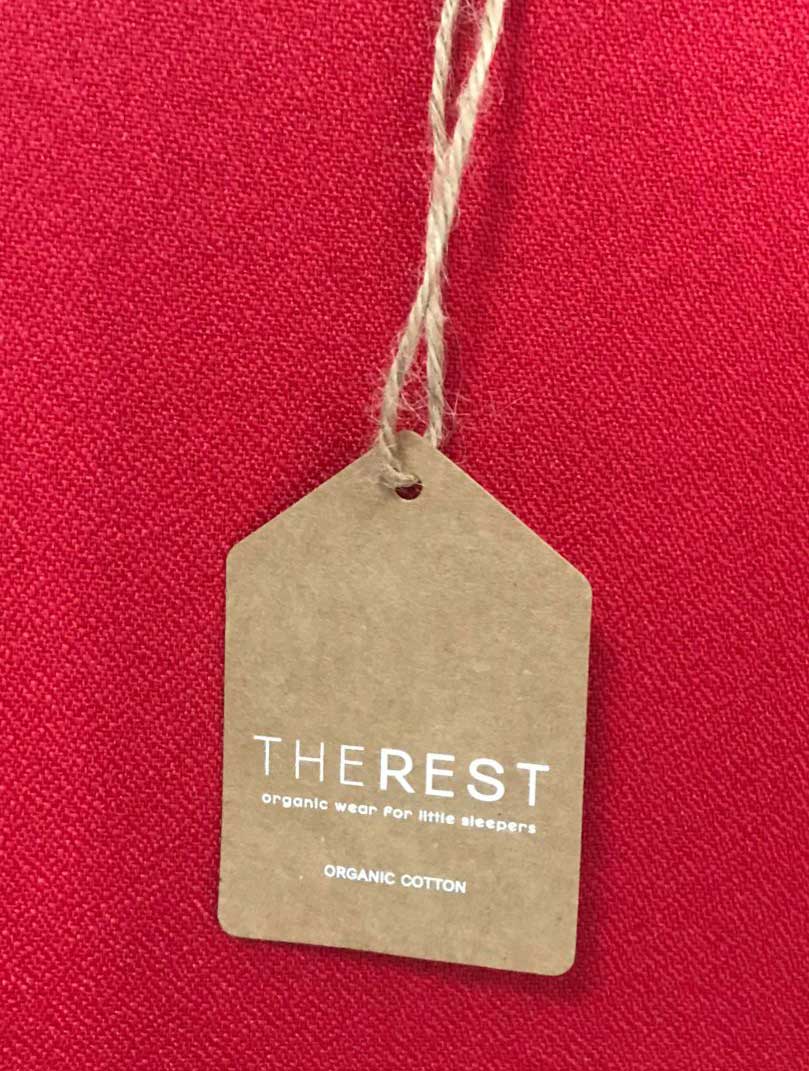 THEREST
organic wear for little sleepers
ORGANIC COTTON